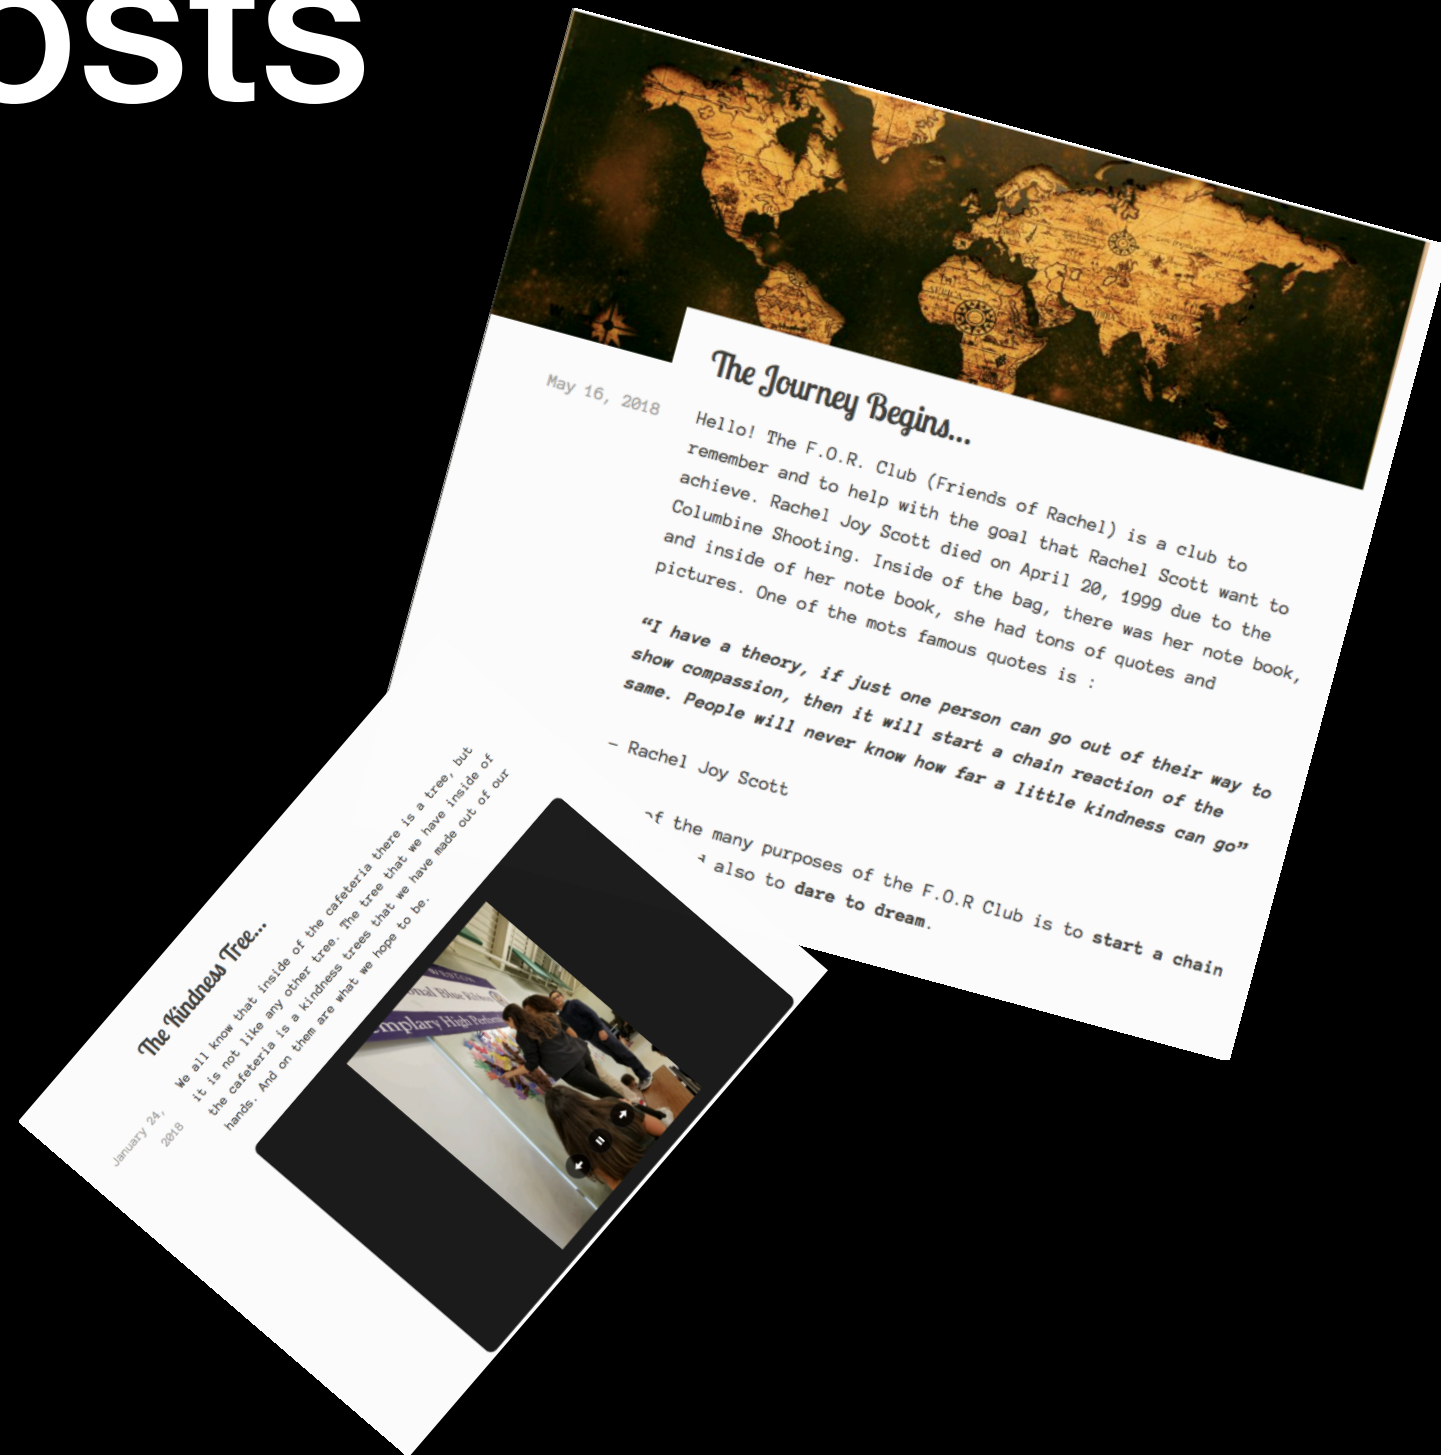 osts
May 16, 2018
The Journey Begins...
Hello! The F.O.R. Club (Friends of Rachel) is a club to
remember and to help with the goal that Rachel Scott want to
achieve. Rachel Joy Scott died on April 20, 1999 due to the
Columbine Shooting. Inside of the bag, there was her note book,
and inside of her note book, she had tons of quotes and
pictures. One of the mots famous quotes is :
“I have a theory, if just one person can go out of their way to
show compassion, then it will start a chain reaction of the
same. People will never know how far a little kindness can go”
– Rachel Joy Scott
of the many purposes of the F.O.R Club is to start a chain
also to dare to dream.
The Kindness Tree...
January 24,
2018
We all know that inside of the cafeteria there is a tree, but
it is not like any other tree. The tree that we have inside of
the cafeteria is a kindness trees that we have made out of our
hands. And on them are what we hope to be.
WESTON
onal Blue Ribbon
mplary High Perform